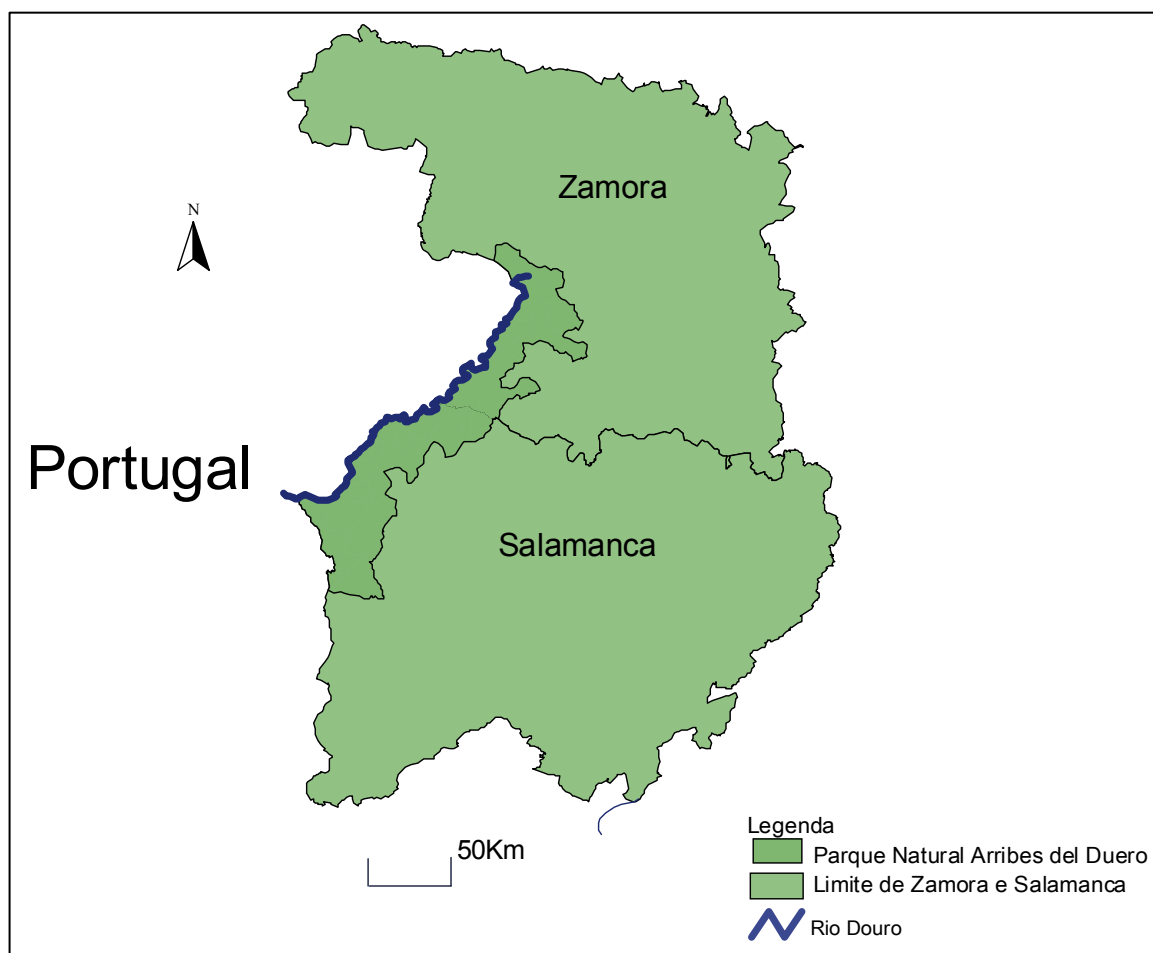 N
Zamora
Portugal
Salamanca
50Km
Legenda
Parque Natural Arribes del Duero
Limite de Zamora e Salamanca
Rio Douro